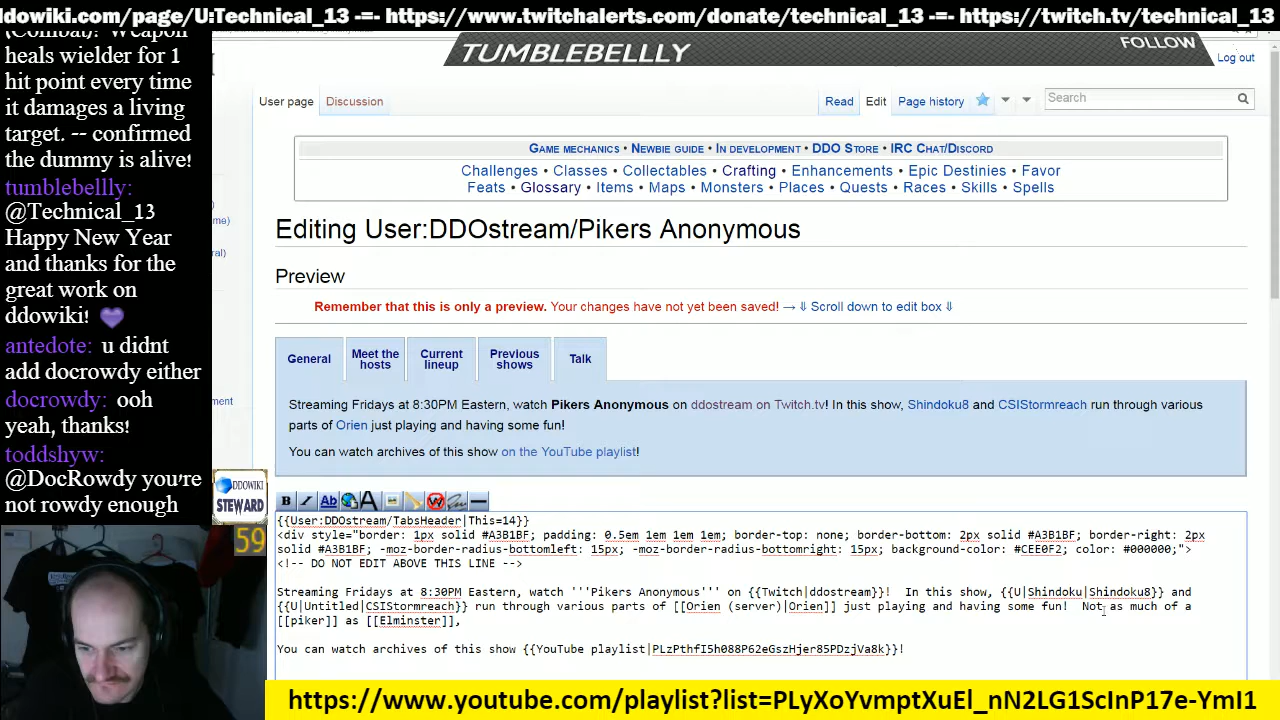 ddowiki.com/page/U:Technical_13 -=- https://www.twitchalerts.com/donate/technical_13 -=- https://twitch.tv/technical_13
(Combat)! Weapon
heals wielder for 1
hit point every time
it damages a living
target. -- confirmed
the dummy is alive!
tumblebellly:
@Technical_13
Happy New Year
and thanks for the
great work on
ddowiki! 💜
antedote: u didnt
add docrowdy either
docrowdy: ooh
yeah, thanks!
toddshyw:
@DocRowdy you're
not rowdy enough
me)
ral)
ment
DDOWIKI
STEWARD
59
TUMBLEBELLLY
FOLLOW
Log out
User page Discussion Read Edit Page history Search
Game mechanics • Newbie guide • In development • DDO Store • IRC Chat/Discord
Challenges • Classes • Collectables • Crafting • Enhancements • Epic Destinies • Favor
Feats • Glossary • Items • Maps • Monsters • Places • Quests • Races • Skills • Spells
Editing User:DDOstream/Pikers Anonymous
Preview
Remember that this is only a preview. Your changes have not yet been saved! → ⇓ Scroll down to edit box ⇓
General Meet the hosts Current lineup Previous shows Talk
Streaming Fridays at 8:30PM Eastern, watch Pikers Anonymous on ddostream on Twitch.tv! In this show, Shindoku8 and CSIStormreach run through various
parts of Orien just playing and having some fun!
You can watch archives of this show on the YouTube playlist!
B I Ab A W
{{User:DDOstream/TabsHeader|This=14}}
<div style="border: 1px solid #A3B1BF; padding: 0.5em 1em 1em 1em; border-top: none; border-bottom: 2px solid #A3B1BF; border-right: 2px
solid #A3B1BF; -moz-border-radius-bottomleft: 15px; -moz-border-radius-bottomright: 15px; background-color: #CEE0F2; color: #000000;">
<!-- DO NOT EDIT ABOVE THIS LINE -->
Streaming Fridays at 8:30PM Eastern, watch '''Pikers Anonymous''' on {{Twitch|ddostream}}! In this show, {{U|Shindoku|Shindoku8}} and
{{U|Untitled|CSIStormreach}} run through various parts of [[Orien (server)|Orien]] just playing and having some fun! Not as much of a
[[piker]] as [[Elminster]],
You can watch archives of this show {{YouTube playlist|PLzPthfI5h088P62eGszHjer85PDzjVa8k}}!
https://www.youtube.com/playlist?list=PLyXoYvmptXuEl_nN2LG1ScInP17e-YmI1